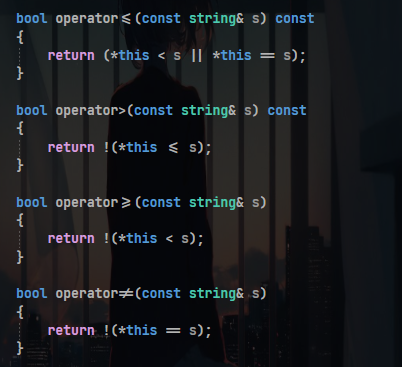 bool operator<=(const string& s) const
{
    return (*this < s || *this == s);
}
bool operator>(const string& s) const
{
    return !(*this <= s);
}
bool operator>=(const string& s)
{
    return !(*this < s);
}
bool operator!=(const string& s)
{
    return !(*this == s);
}